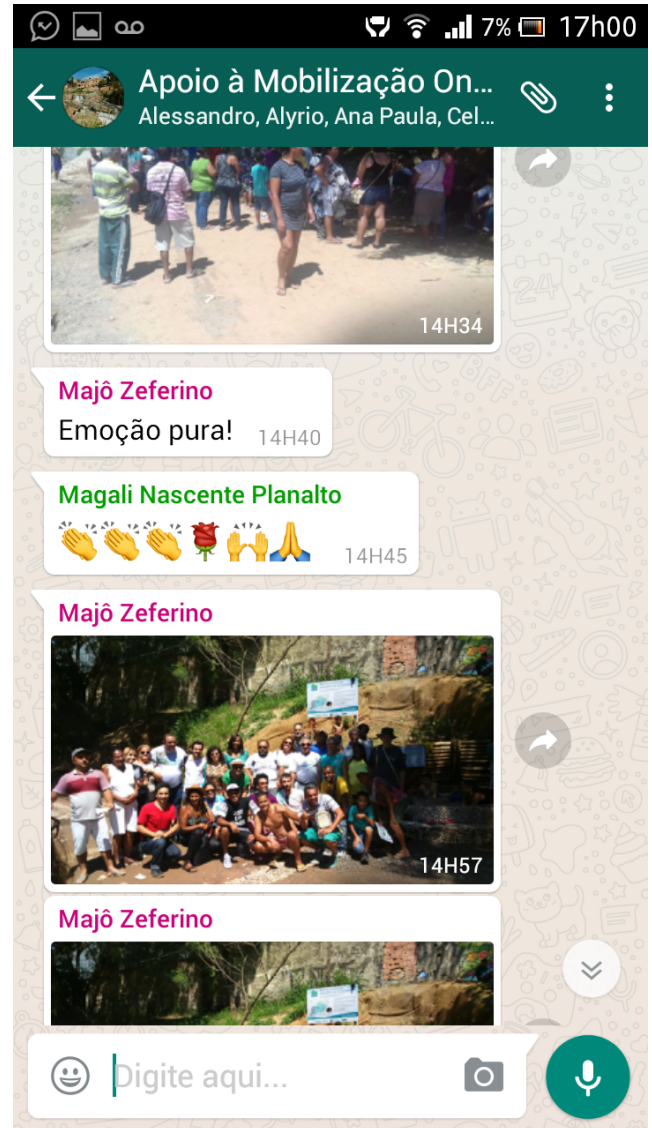 7% 17h00
Apoio à Mobilização On...
Alessandro, Alyrio, Ana Paula, Cel...
14H34
Majô Zeferino
Emoção pura! 14H40
Magali Nascente Planalto
👏👏👏🌹🙌🙏 14H45
Majô Zeferino
14H57
Majô Zeferino
Digite aqui...